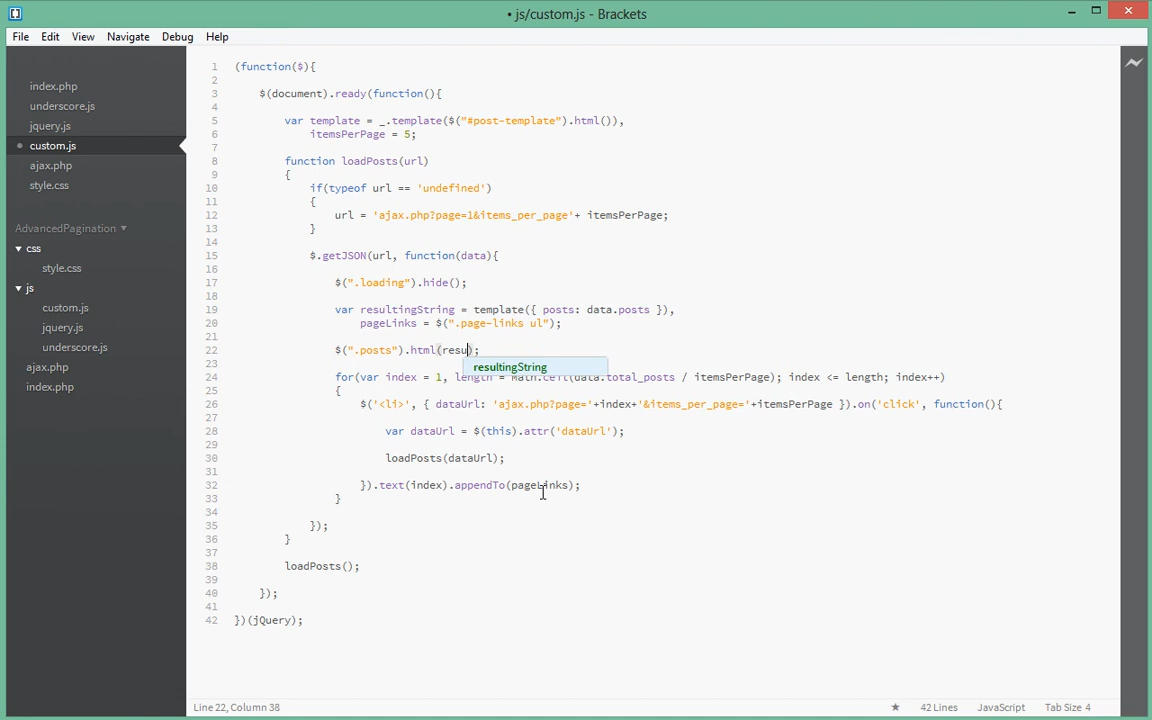 • js/custom.js - Brackets
File Edit View Navigate Debug Help
index.php
underscore.js
jquery.js
custom.js
ajax.php
style.css
AdvancedPagination
css
style.css
js
custom.js
jquery.js
underscore.js
ajax.php
index.php
1 (function($){
2
3 $(document).ready(function(){
4
5 var template = _.template($("#post-template").html()),
6 itemsPerPage = 5;
7
8 function loadPosts(url)
9 {
10 if(typeof url == 'undefined')
11 {
12 url = 'ajax.php?page=1&items_per_page'+ itemsPerPage;
13 }
14
15 $.getJSON(url, function(data){
16
17 $(".loading").hide();
18
19 var resultingString = template({ posts: data.posts }),
20 pageLinks = $(".page-links ul");
21
22 $(".posts").html(resu);
23 resultingString
24 for(var index = 1, length = Math.ceil(data.total_posts / itemsPerPage); index <= length; index++)
25 {
26 $('<li>', { dataUrl: 'ajax.php?page='+index+'&items_per_page='+itemsPerPage }).on('click', function(){
27
28 var dataUrl = $(this).attr('dataUrl');
29
30 loadPosts(dataUrl);
31
32 }).text(index).appendTo(pageLinks);
33 }
34
35 });
36 }
37
38 loadPosts();
39
40 });
41
42 })(jQuery);
Line 22, Column 38
42 Lines JavaScript Tab Size 4